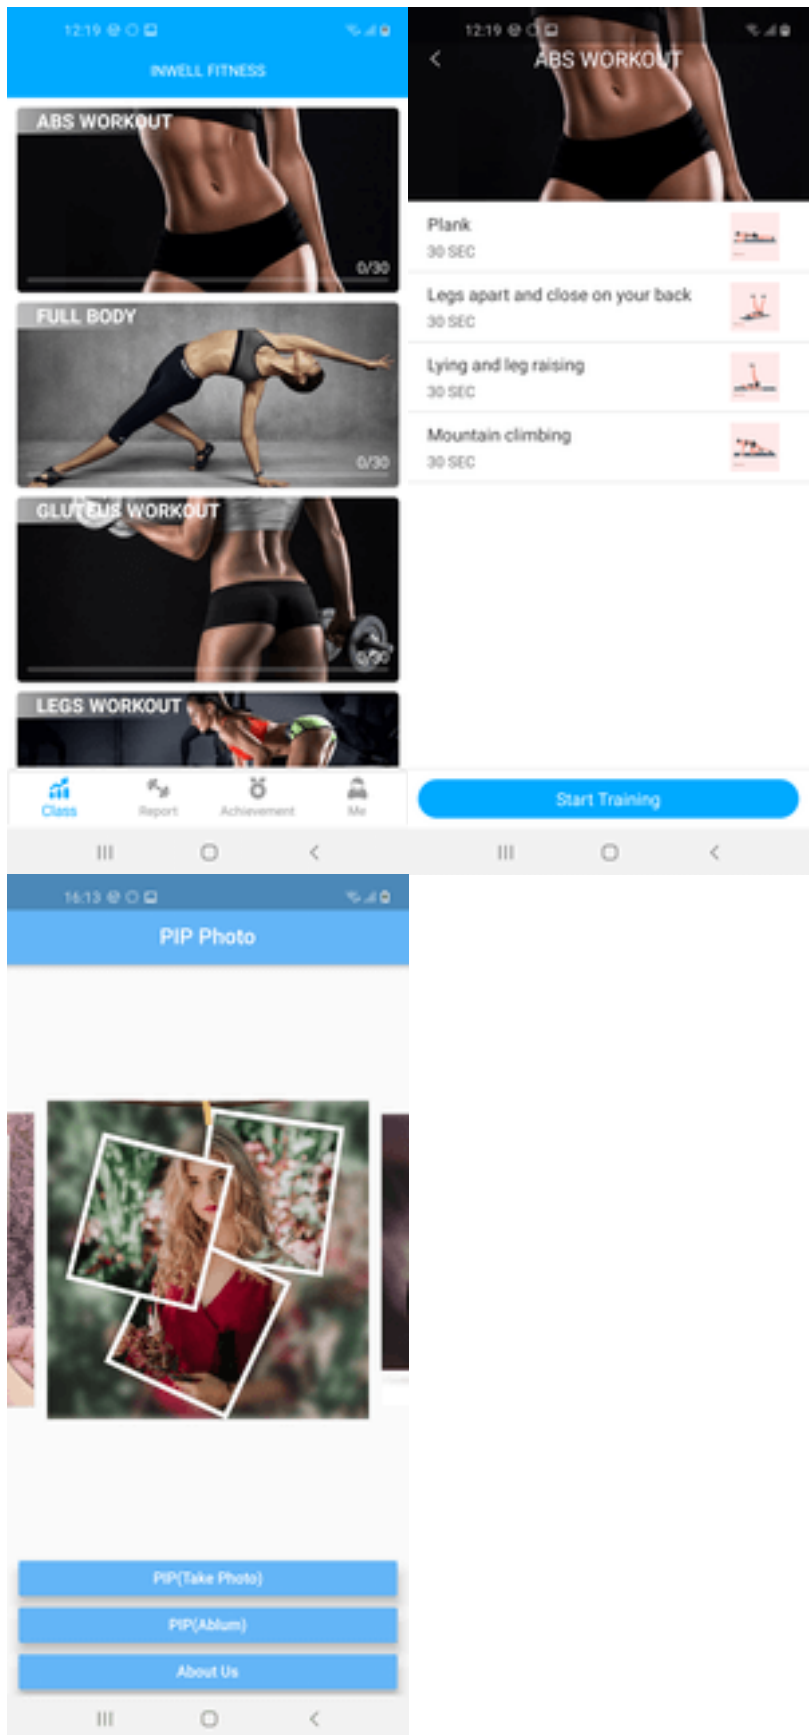 12:19
INWELL FITNESS
ABS WORKOUT
0/30
FULL BODY
0/30
GLUTEUS WORKOUT
0/30
LEGS WORKOUT
Class
Report
Achievement
Me
12:19
ABS WORKOUT
Plank
30 SEC
Legs apart and close on your back
30 SEC
Lying and leg raising
30 SEC
Mountain climbing
30 SEC
Start Training
16:13
PIP Photo
PIP(Take Photo)
PIP(Ablum)
About Us